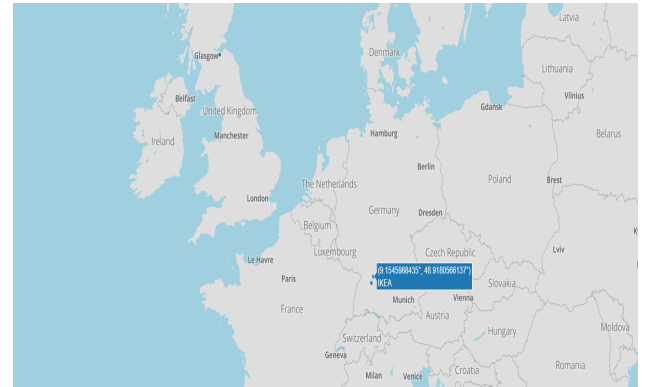 Latvia
Denmark
Glasgow
Lithuania
Vilnius
Belfast
United Kingdom
Gdansk
Ireland
Manchester
Hamburg
Belarus
Berlin
The Netherlands
Poland
Brest
London
Germany
Dresden
Belgium
Luxembourg
Czech Republic
Lviv
Le Havre
(9.1545988435°, 48.9180566137°)
IKEA
Paris
Slovakia
Munich
Vienna
France
Austria
Moldova
Hungary
Switzerland
Geneva
Romania
Croatia
Milan
Venice